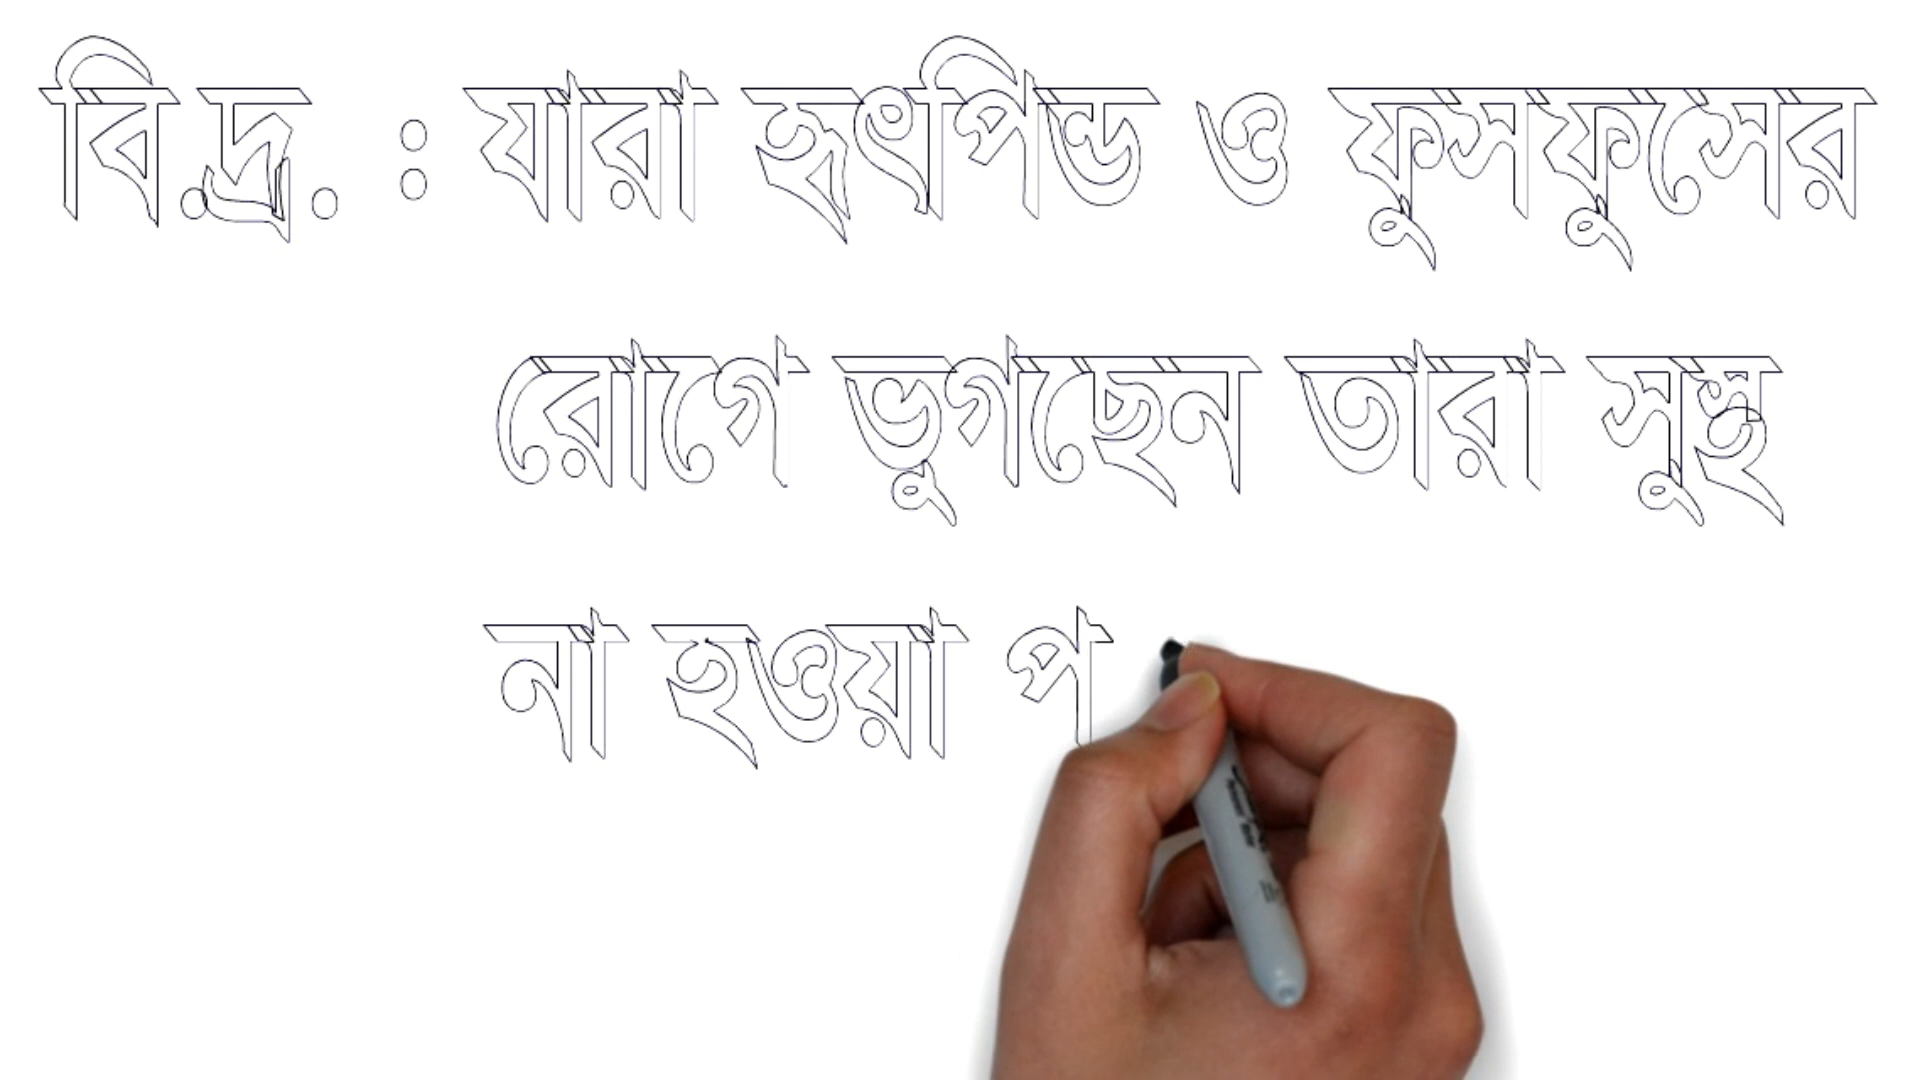 বি.দ্র. : যারা হৃৎপিন্ড ও ফুসফুসের
রোগে ভুগছেন তারা সুস্থ
না হওয়া প